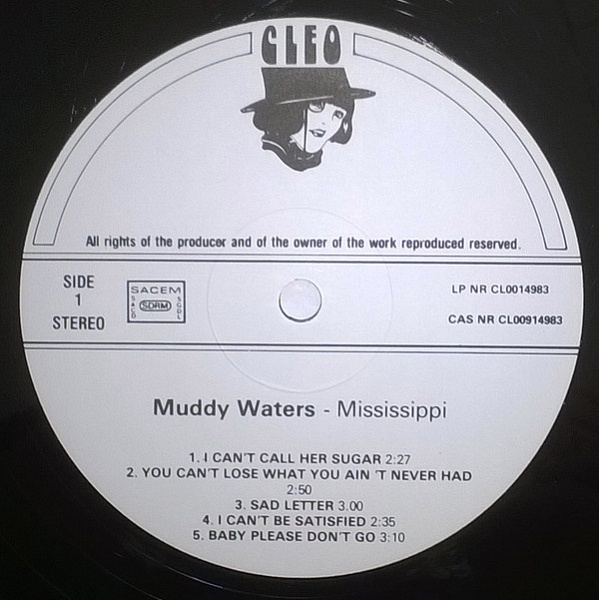 CLEO
All rights of the producer and of the owner of the work reproduced reserved.
SIDE
1
STEREO
SACEM
SDRM
LP NR CL0014983
CAS NR CL00914983
Muddy Waters - Mississippi
1. I CAN'T CALL HER SUGAR 2:27
2. YOU CAN'T LOSE WHAT YOU AIN 'T NEVER HAD
2:50
3. SAD LETTER 3.00
4. I CAN'T BE SATISFIED 2:35
5. BABY PLEASE DON'T GO 3:10